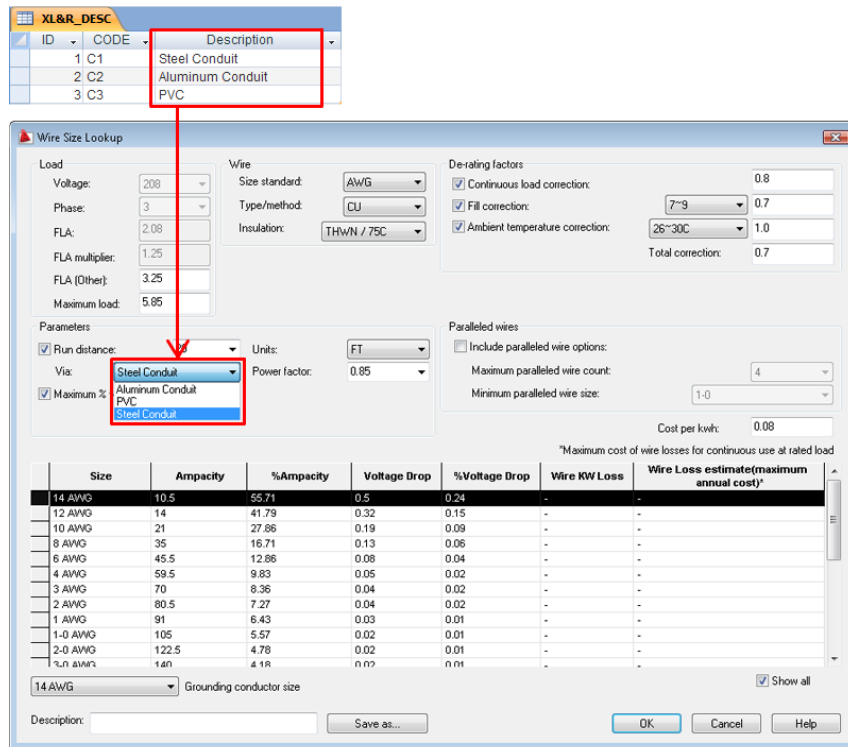 XL&R_DESC
ID CODE Description
1 C1 Steel Conduit
2 C2 Aluminum Conduit
3 C3 PVC
Wire Size Lookup
Load
Voltage: 208
Phase: 3
FLA: 2.08
FLA multiplier: 1.25
FLA (Other): 3.25
Maximum load: 5.85
Wire
Size standard: AWG
Type/method: CU
Insulation: THWN / 75C
De-rating factors
Continuous load correction: 0.8
Fill correction: 7~9 0.7
Ambient temperature correction: 26~30C 1.0
Total correction: 0.7
Parameters
Run distance: Units: FT
Via: Steel Conduit Power factor: 0.85
Aluminum Conduit
PVC
Steel Conduit
Maximum %
Paralleled wires
Include paralleled wire options:
Maximum paralleled wire count: 4
Minimum paralleled wire size: 1-0
Cost per kwh: 0.08
*Maximum cost of wire losses for continuous use at rated load
Size Ampacity %Ampacity Voltage Drop %Voltage Drop Wire KW Loss Wire Loss estimate(maximum annual cost)*
14 AWG 10.5 55.71 0.5 0.24 - -
12 AWG 14 41.79 0.32 0.15 - -
10 AWG 21 27.86 0.19 0.09 - -
8 AWG 35 16.71 0.13 0.06 - -
6 AWG 45.5 12.86 0.08 0.04 - -
4 AWG 59.5 9.83 0.05 0.02 - -
3 AWG 70 8.36 0.04 0.02 - -
2 AWG 80.5 7.27 0.04 0.02 - -
1 AWG 91 6.43 0.03 0.01 - -
1-0 AWG 105 5.57 0.02 0.01 - -
2-0 AWG 122.5 4.78 0.02 0.01 - -
3-0 AWG 140 4.18 0.02 0.01 - -
14 AWG Grounding conductor size
Show all
Description: Save as... OK Cancel Help